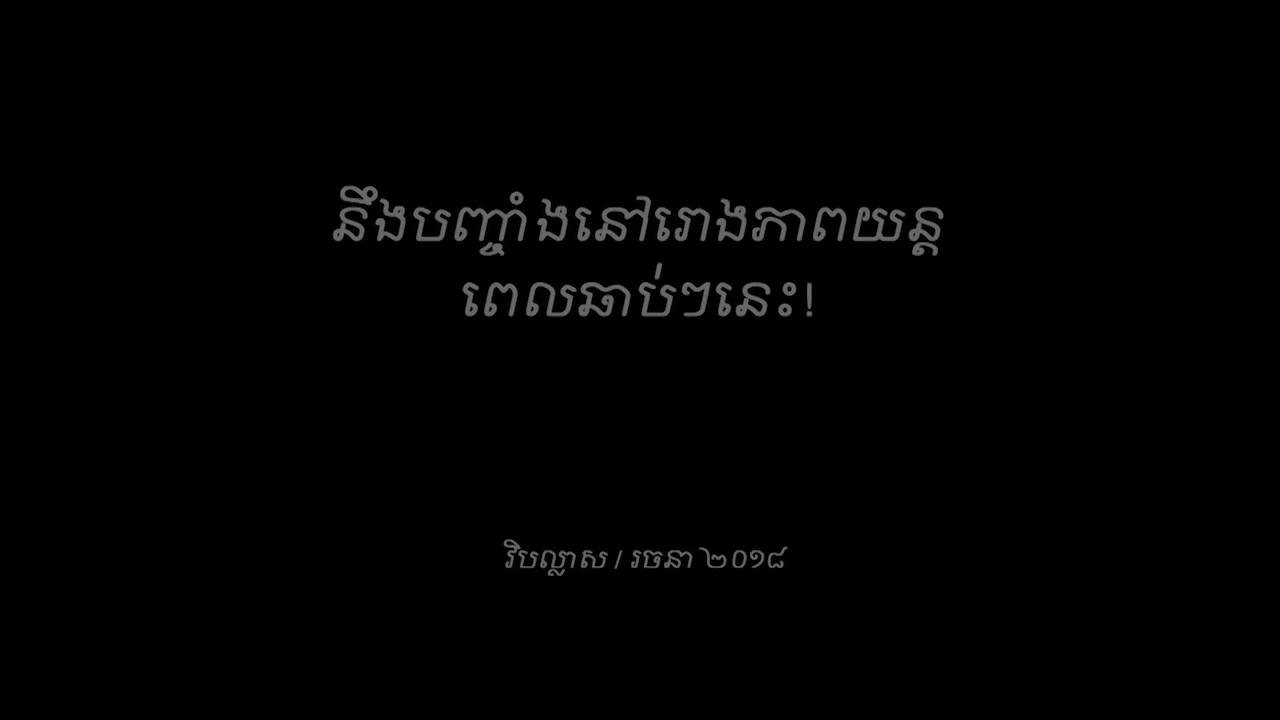 នឹងបញ្ចាំងនៅរោងភាពយន្ត
ពេលឆាប់ៗនេះ!
វិបល្លាស / រចនា ២០១៨